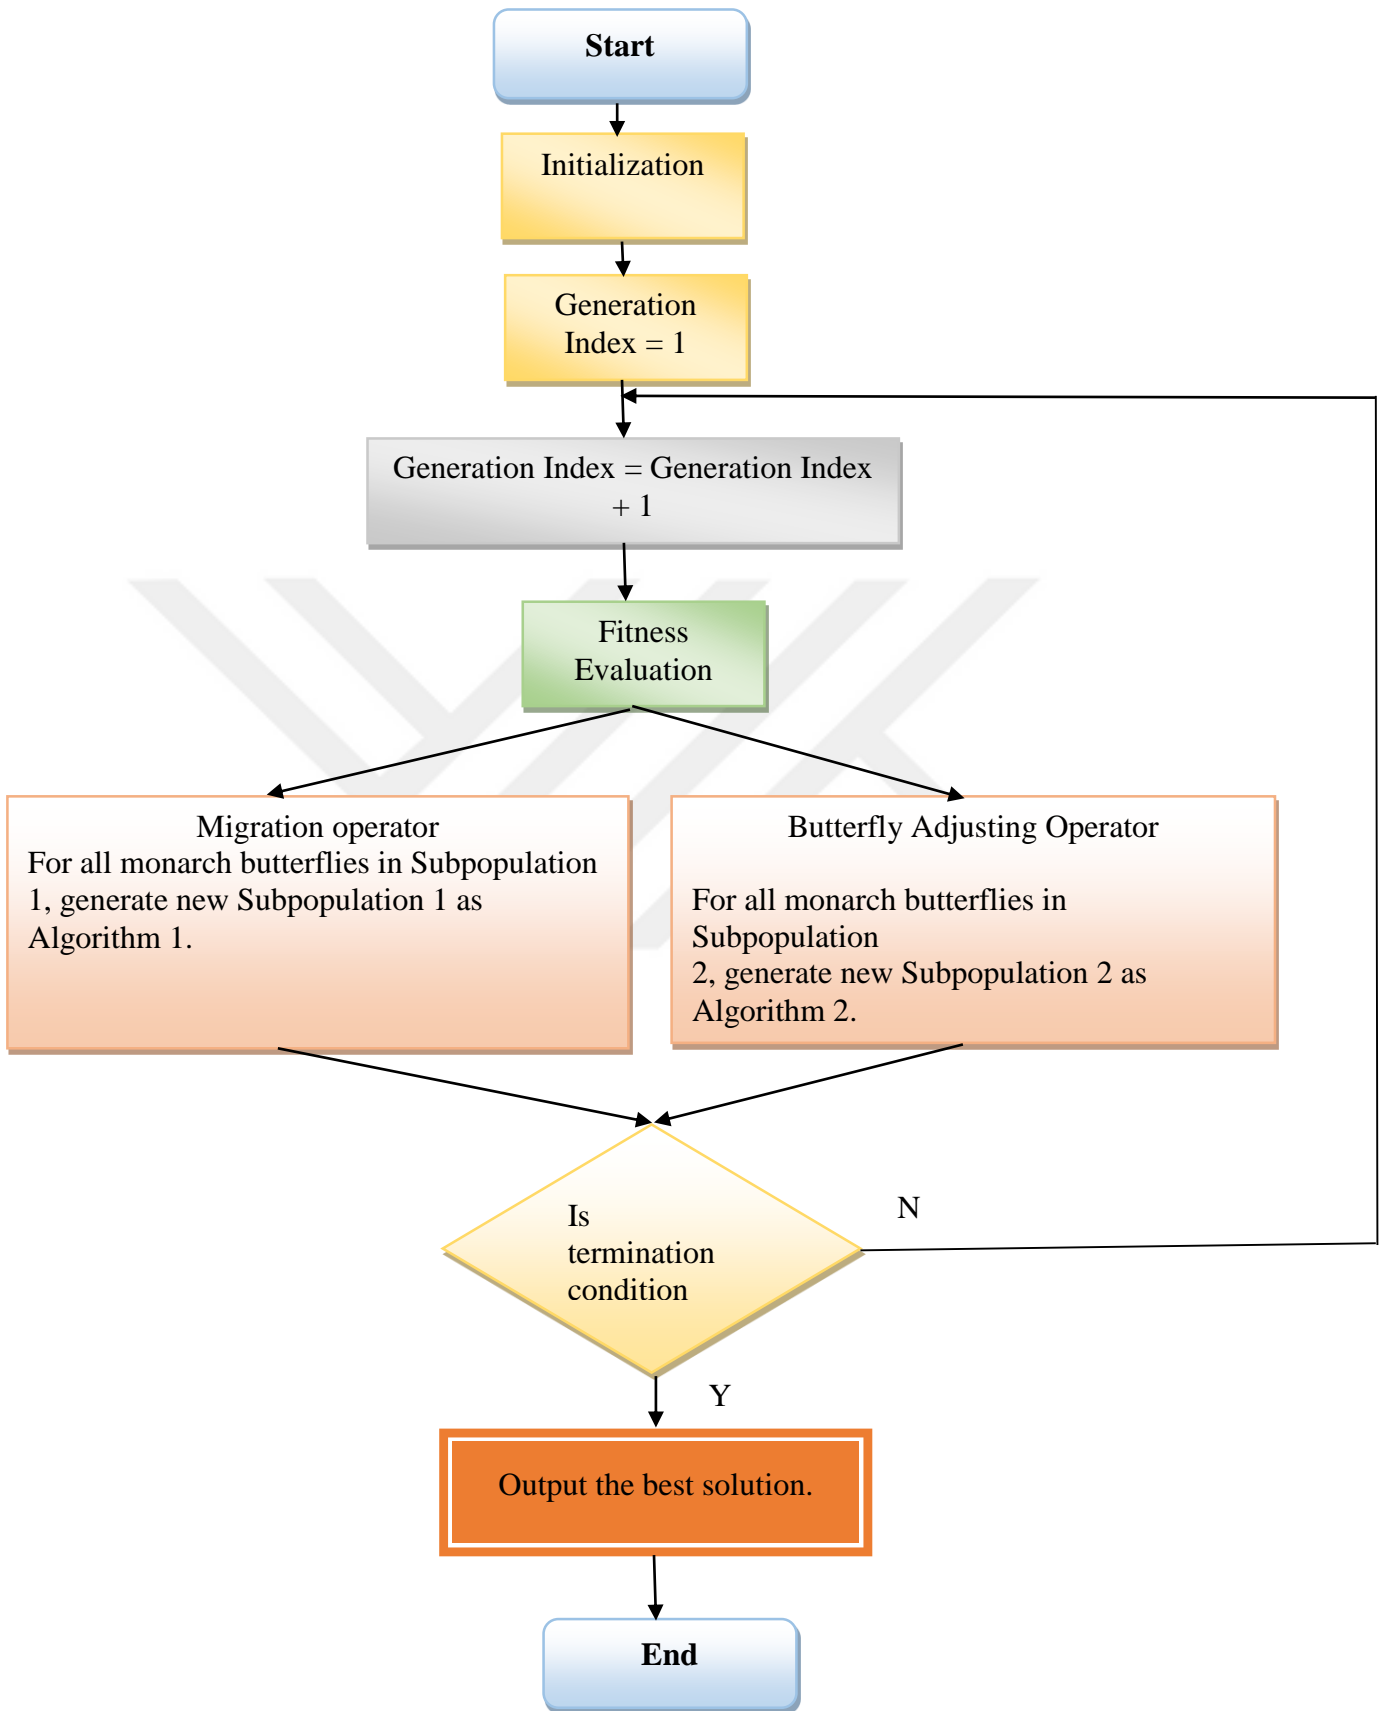 Start
Initialization
Generation
Index = 1
Generation Index = Generation Index
+ 1
Fitness
Evaluation
Migration operator
For all monarch butterflies in Subpopulation
1, generate new Subpopulation 1 as
Algorithm 1.
Butterfly Adjusting Operator
For all monarch butterflies in
Subpopulation
2, generate new Subpopulation 2 as
Algorithm 2.
Is
termination
condition
N
Y
Output the best solution.
End